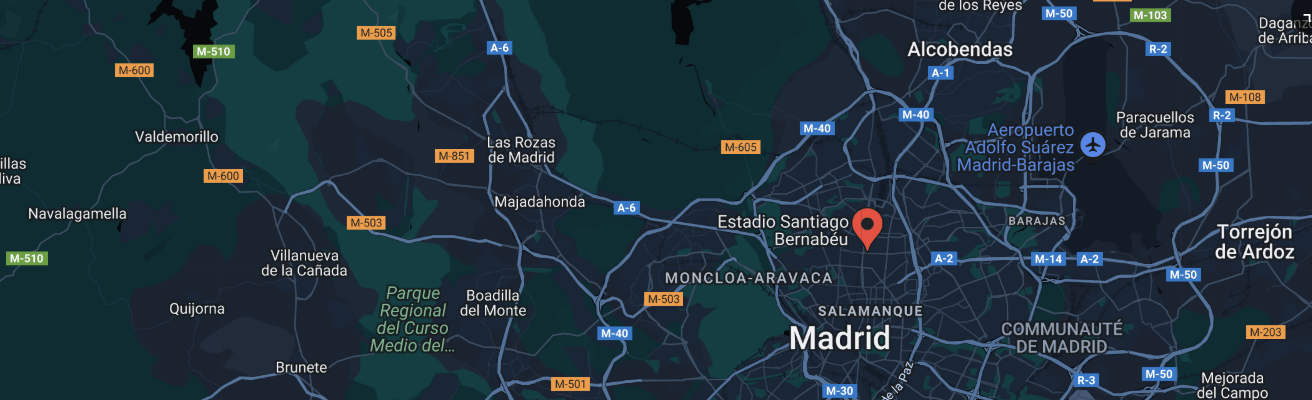 de los Reyes
M-50
M-103
Daganzo
de Arriba
M-505
A-6
M-510
Alcobendas
R-2
M-600
A-1
M-108
M-40
M-40
R-2
Paracuellos
de Jarama
Valdemorillo
Aeropuerto
Adolfo Suárez
Madrid-Barajas
Las Rozas
de Madrid
M-851
M-605
M-50
illas
liva
M-600
Majadahonda
A-6
Navalagamella
M-503
Estadio Santiago
Bernabéu
BARAJAS
Torrejón
de Ardoz
M-510
Villanueva
de la Cañada
A-2
M-14
A-2
M-50
MONCLOA-ARAVACA
Parque
Regional
del Curso
Medio del...
Boadilla
del Monte
M-503
Quijorna
SALAMANQUE
Madrid
M-40
COMMUNAUTÉ
DE MADRID
M-203
Brunete
M-501
M-30
de la Paz
R-3
M-50
Mejorada
del Campo